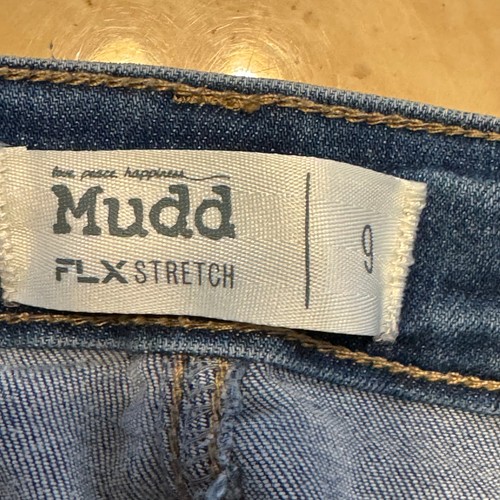 love peace happiness
Mudd
FLX STRETCH
9